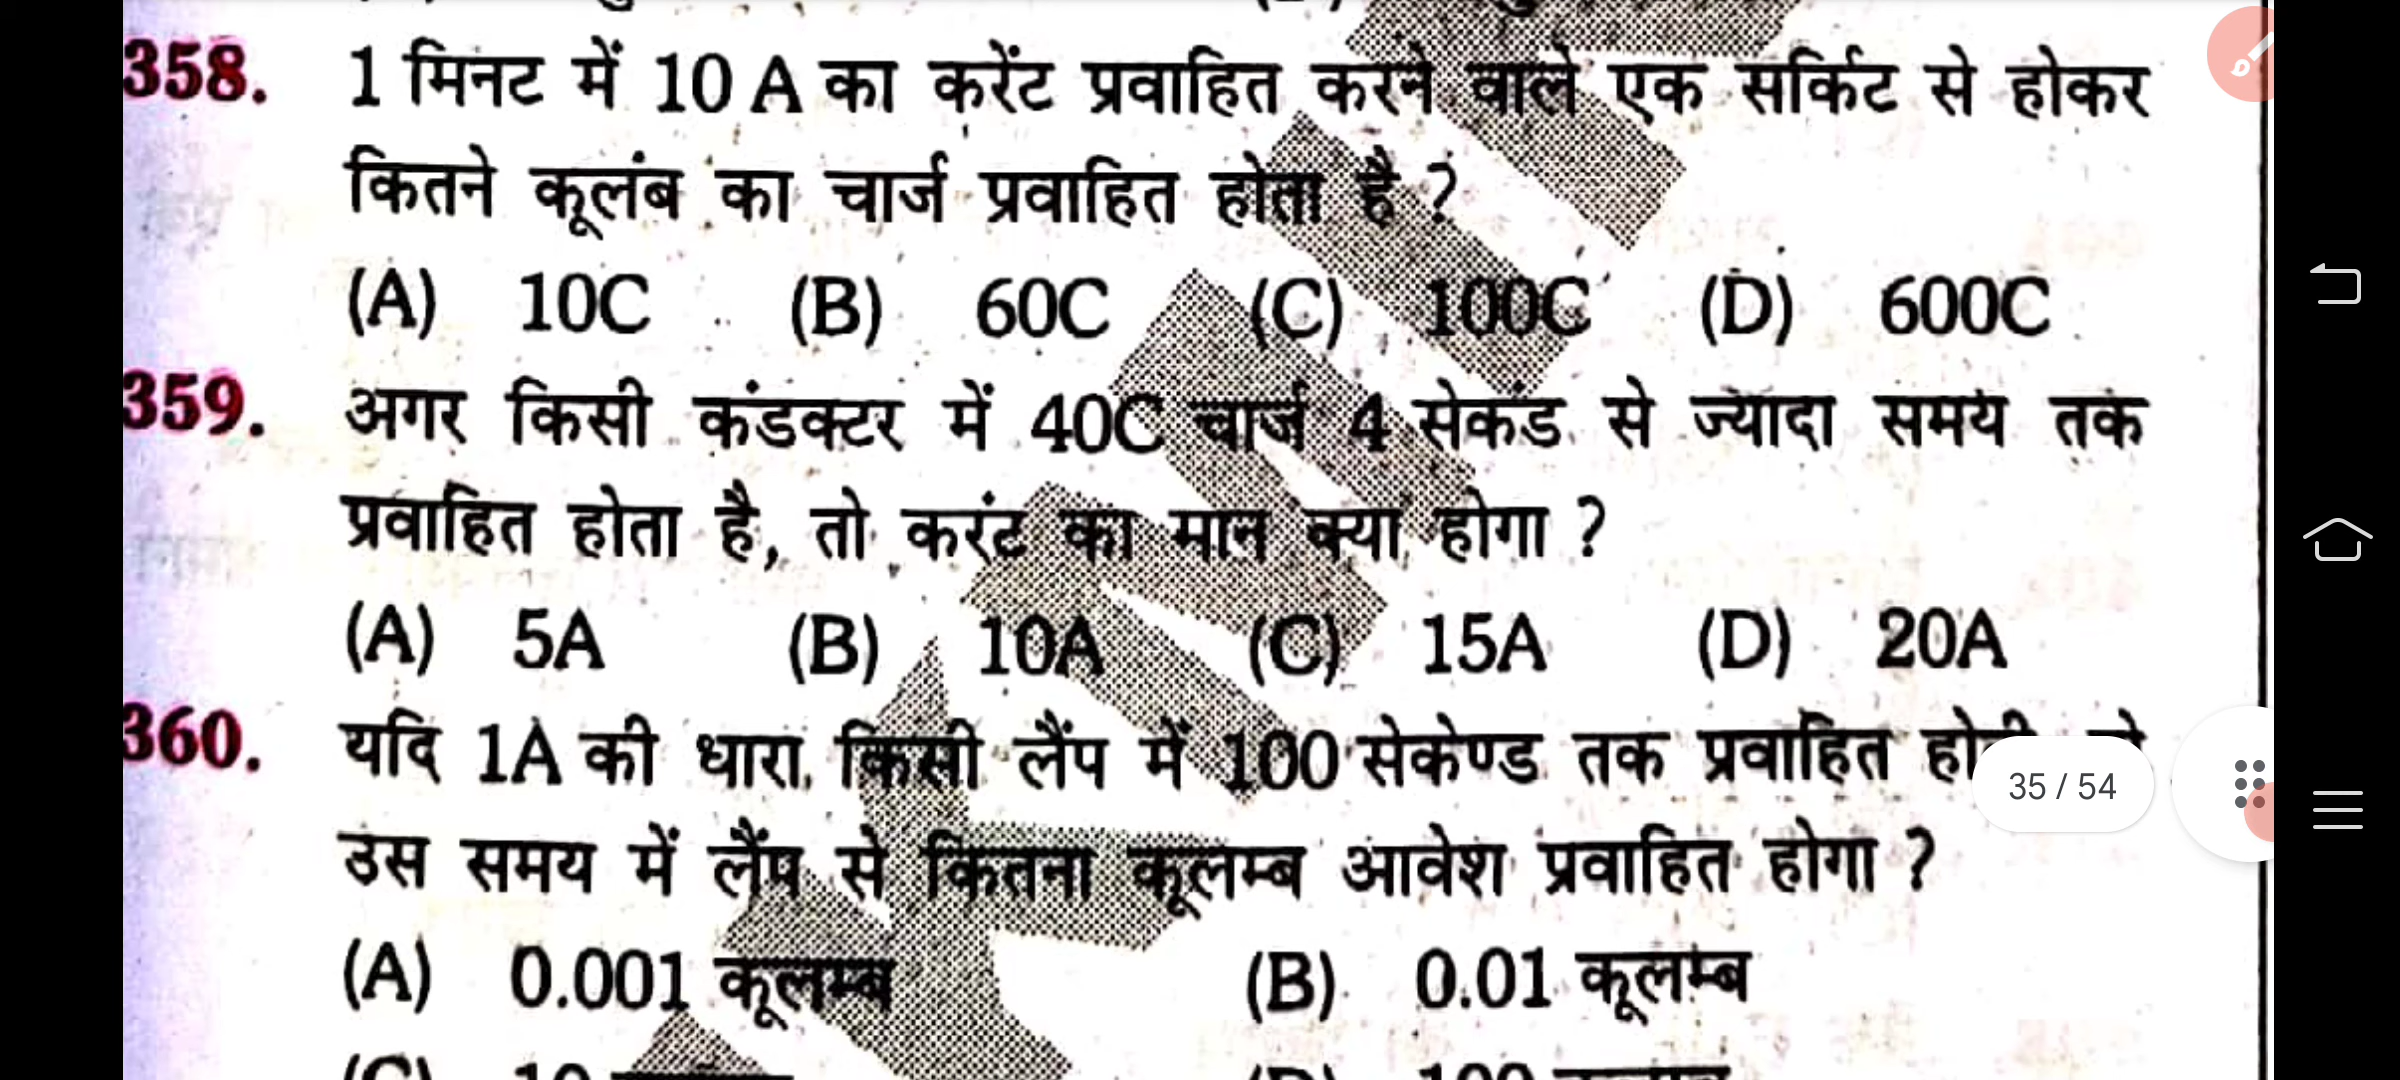 358. 1 मिनट में 10 A का करेंट प्रवाहित करने वाले एक सर्किट से होकर
कितने कूलंब का चार्ज प्रवाहित होता है ?
(A) 10C (B) 60C (C) 100C (D) 600C
359. अगर किसी कंडक्टर में 40C चार्ज 4 सेकंड से ज्यादा समय तक
प्रवाहित होता है, तो करंट का मान क्या होगा ?
(A) 5A (B) 10A (C) 15A (D) 20A
360. यदि 1A की धारा किसी लैंप में 100 सेकेण्ड तक प्रवाहित
35 / 54
उस समय में लैंप से कितना कूलम्ब आवेश प्रवाहित होगा ?
(A) 0.001 कूलम्ब (B) 0.01 कूलम्ब